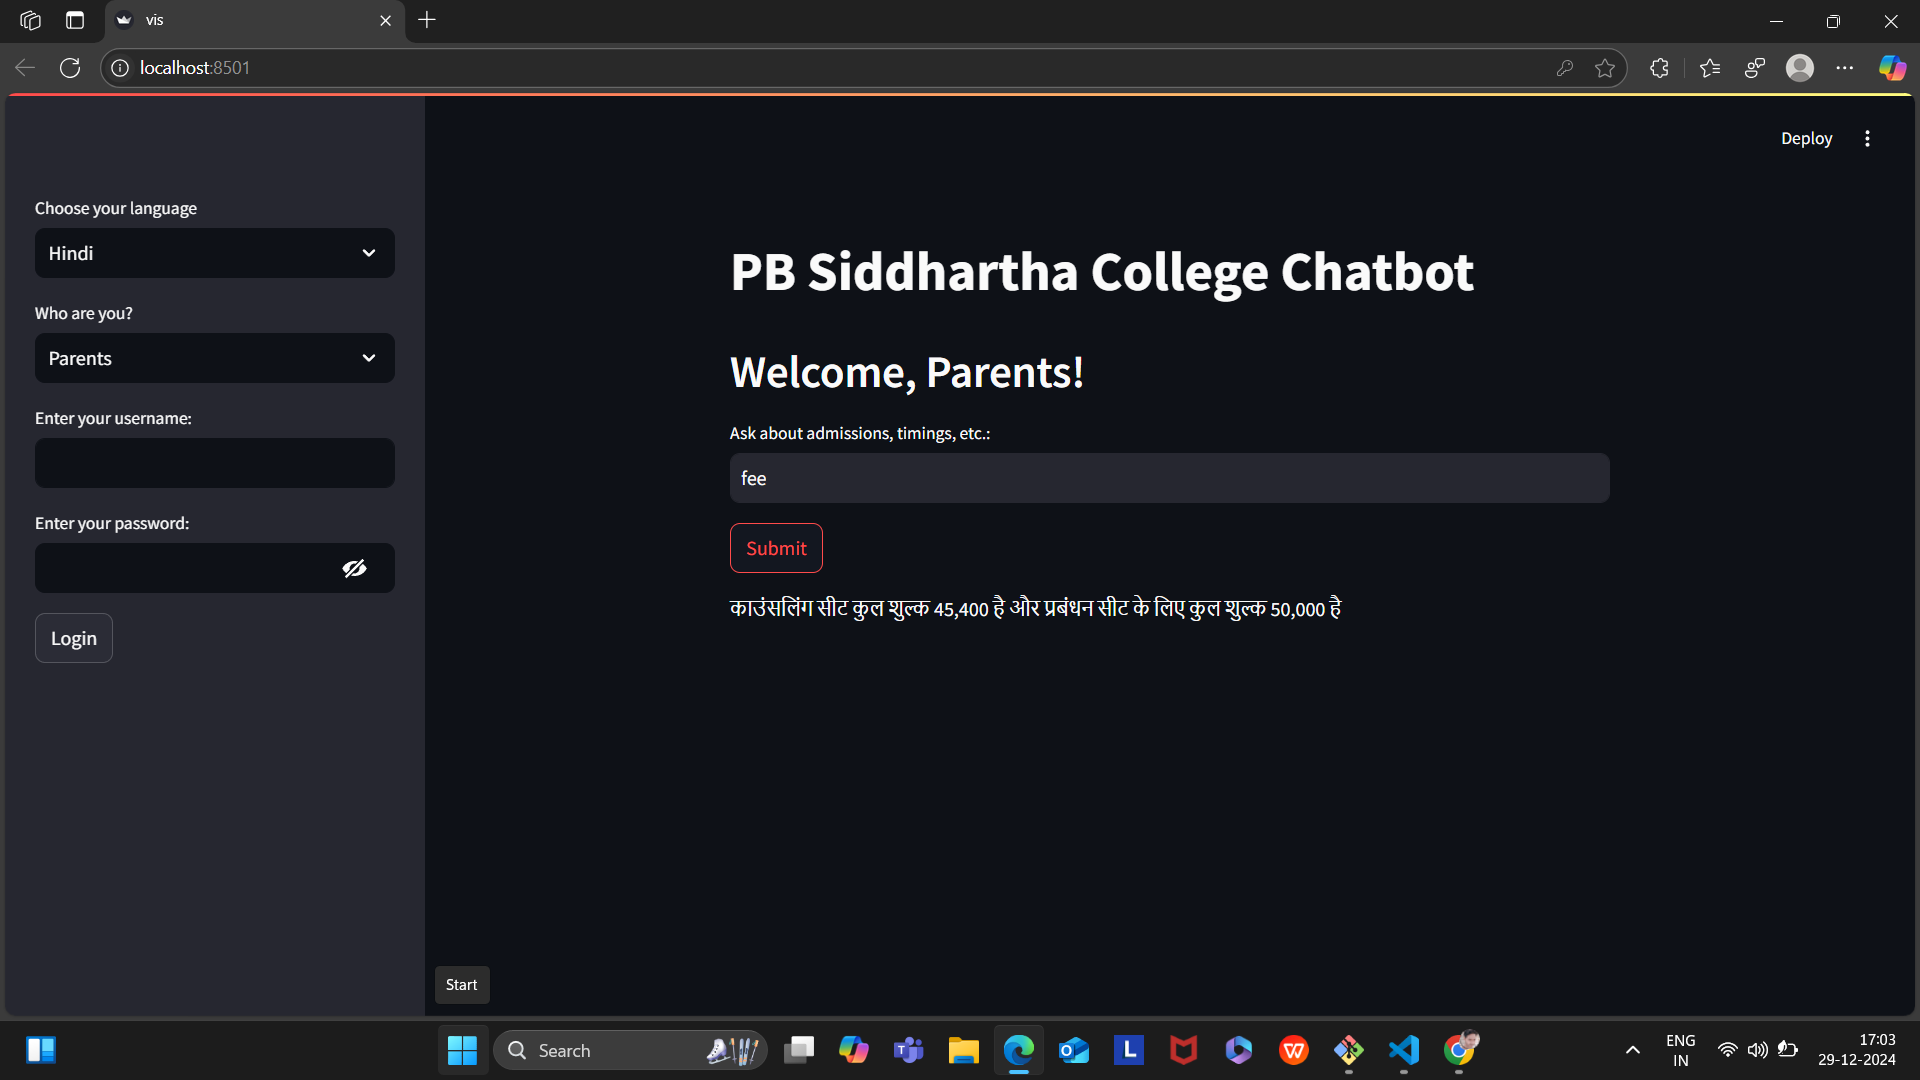 vis
localhost:8501
Deploy
Choose your language
Hindi
Who are you?
Parents
Enter your username:
Enter your password:
Login
PB Siddhartha College Chatbot
Welcome, Parents!
Ask about admissions, timings, etc.:
fee
Submit
काउंसलिंग सीट कुल शुल्क 45,400 है और प्रबंधन सीट के लिए कुल शुल्क 50,000 है
Start
Search
ENG
IN
17:03
29-12-2024